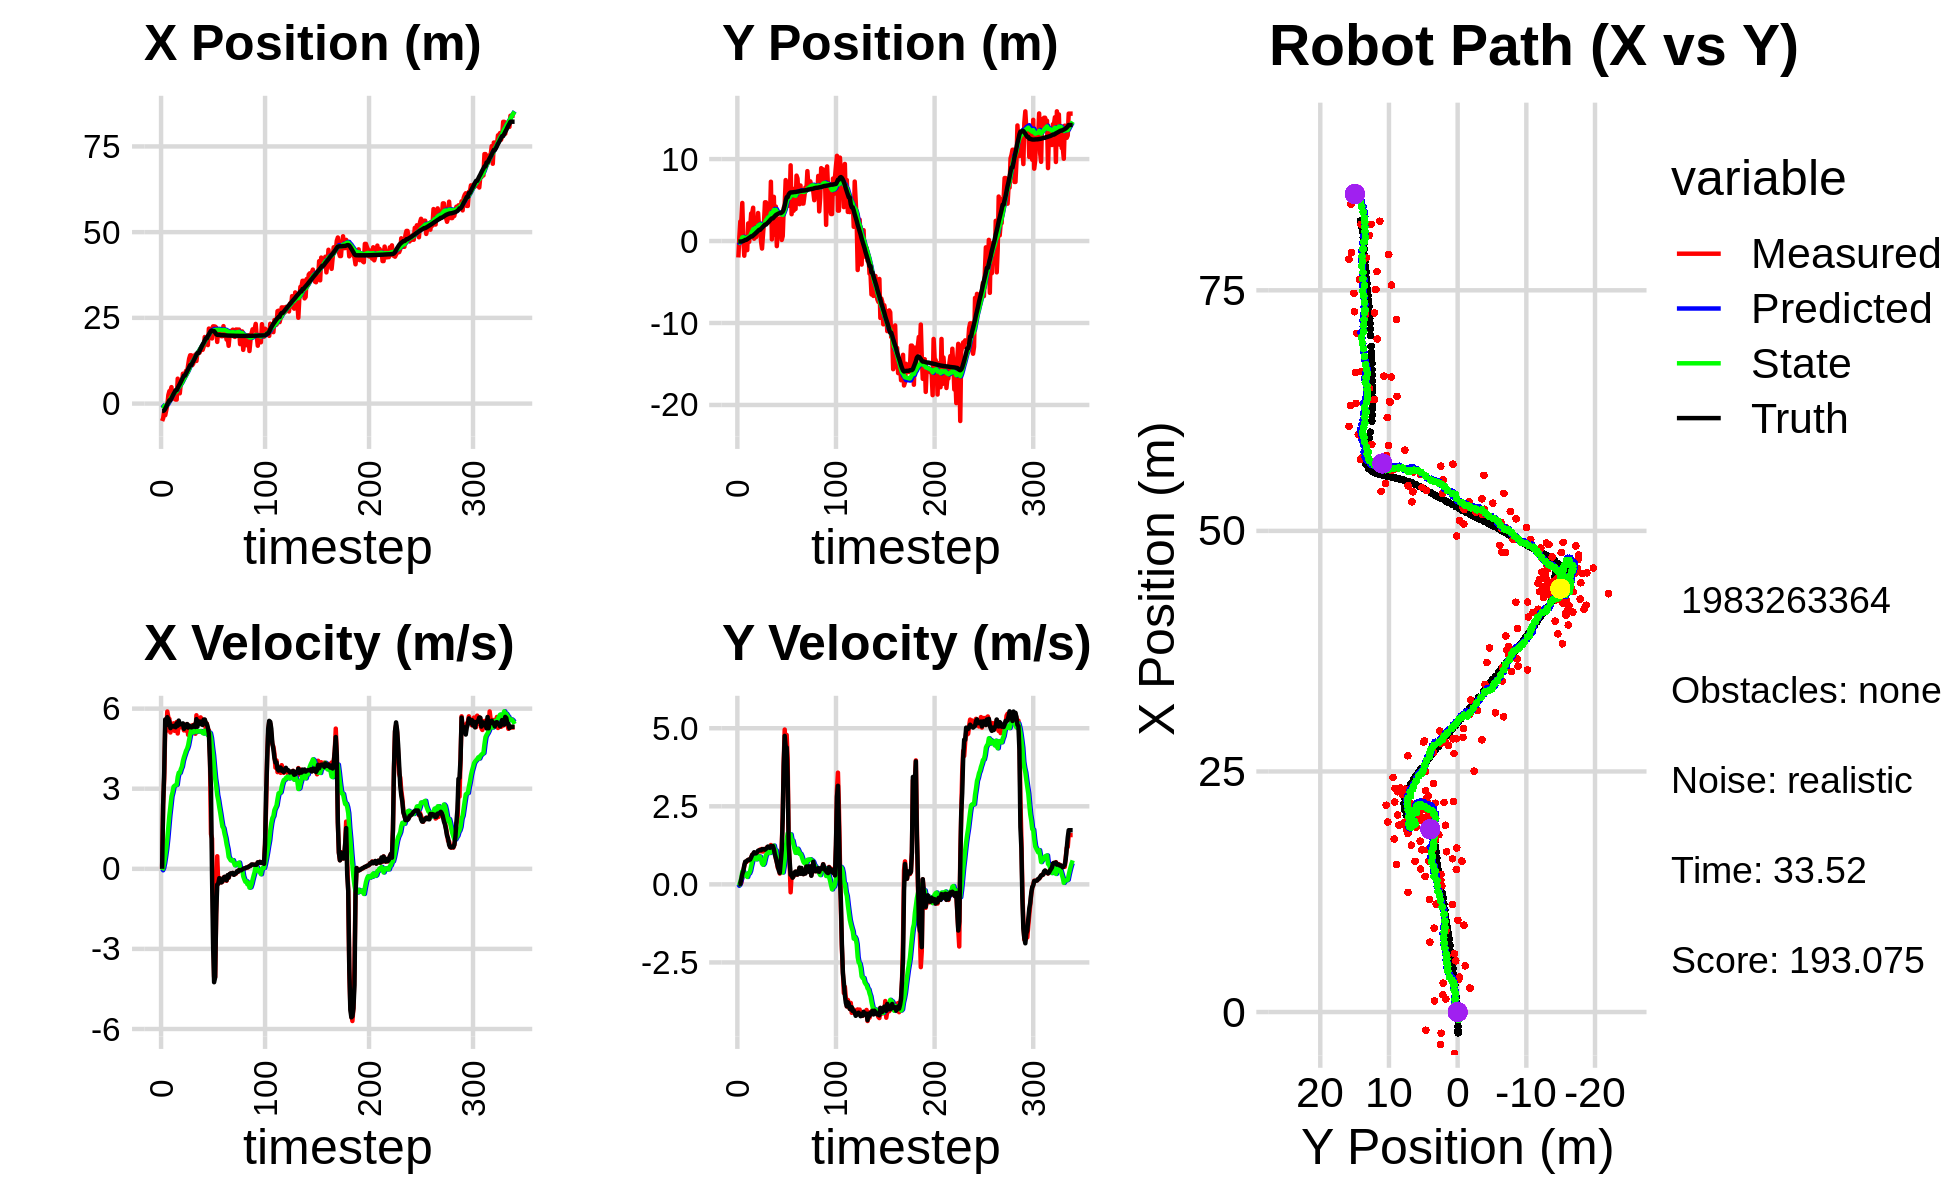 X Position (m)
75
50
25
0
0
100
200
300
timestep
Y Position (m)
10
0
-10
-20
0
100
200
300
timestep
X Velocity (m/s)
6
3
0
-3
-6
0
100
200
300
timestep
Y Velocity (m/s)
5.0
2.5
0.0
-2.5
0
100
200
300
timestep
Robot Path (X vs Y)
X Position (m)
75
50
25
0
20 10 0 -10 -20
Y Position (m)
variable
Measured
Predicted
State
Truth
1983263364
Obstacles: none
Noise: realistic
Time: 33.52
Score: 193.075